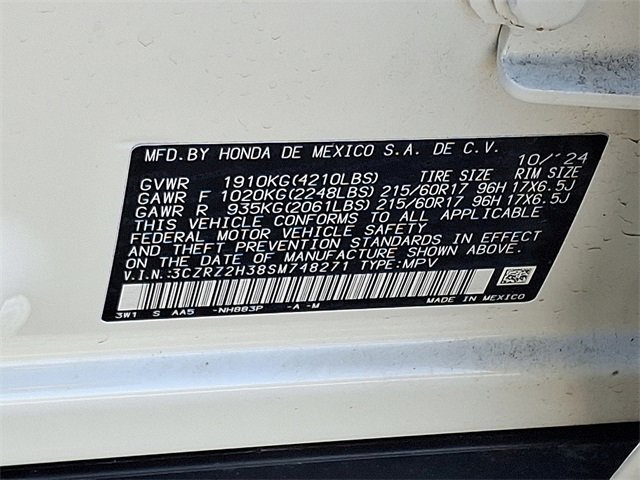 MFD.BY HONDA DE MEXICO S.A. DE C.V. 10/'24
GVWR 1910KG(4210LBS) TIRE SIZE RIM SIZE
GAWR F 1020KG(2248LBS) 215/60R17 96H 17X6.5J
GAWR R 935KG(2061LBS) 215/60R17 96H 17X6.5J
THIS VEHICLE CONFORMS TO ALL APPLICABLE
FEDERAL MOTOR VEHICLE SAFETY
AND THEFT PREVENTION STANDARDS IN EFFECT
ON THE DATE OF MANUFACTURE SHOWN ABOVE.
V.I.N.:3CZRZ2H38SM748271 TYPE:MPV
MADE IN MEXICO
3W1 S AA5 -NH883P -A -M